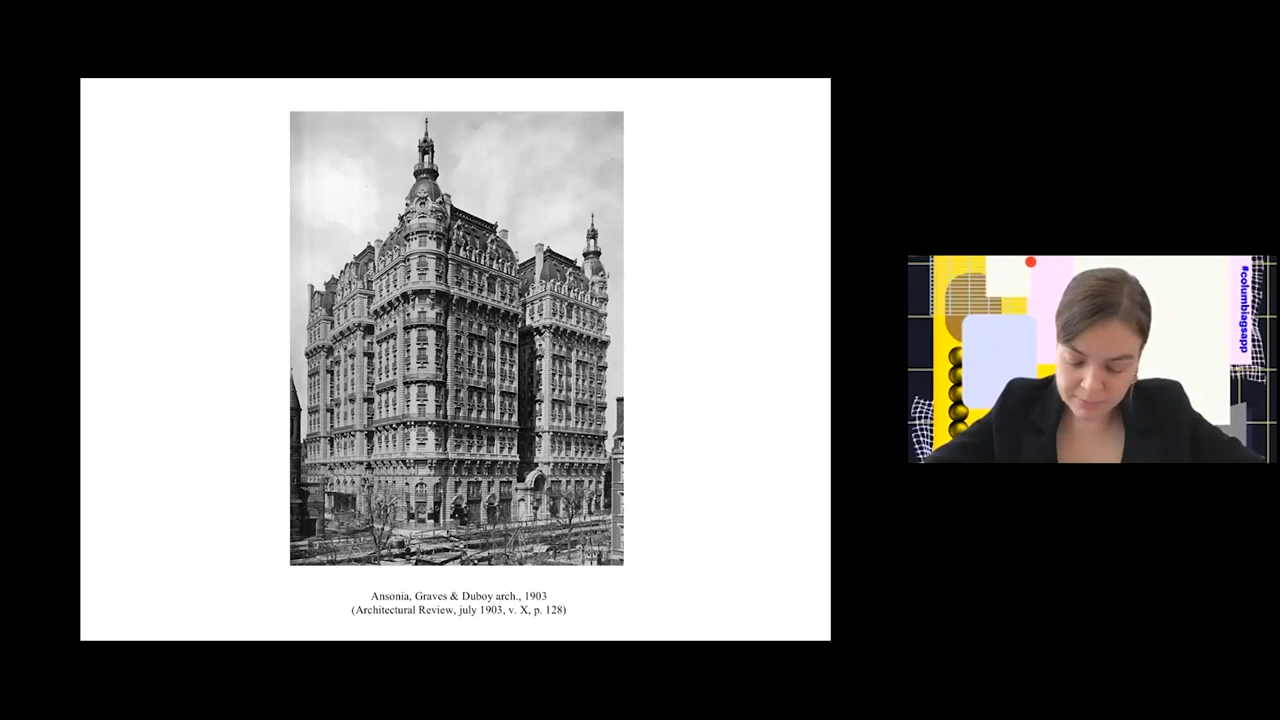 Ansonia, Graves & Duboy arch., 1903
(Architectural Review, july 1903, v. X, p. 128)
#columbiagsapp